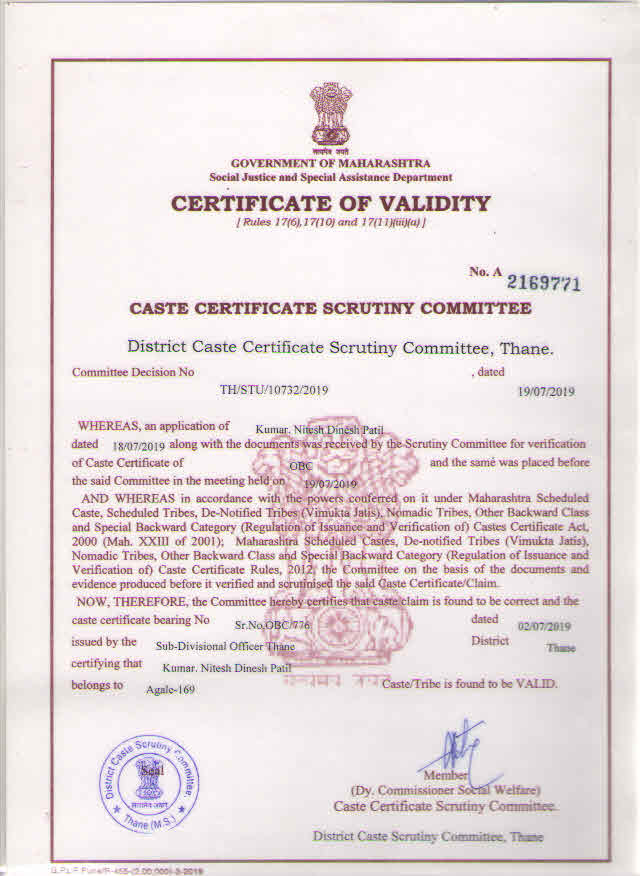 सत्यमेव जयते
GOVERNMENT OF MAHARASHTRA
Social Justice and Special Assistance Department
CERTIFICATE OF VALIDITY
[ Rules 17(6),17(10) and 17(11)(iii)(a) ]
No. A 2169771
CASTE CERTIFICATE SCRUTINY COMMITTEE
District Caste Certificate Scrutiny Committee, Thane.
Committee Decision No , dated
TH/STU/10732/2019 19/07/2019
WHEREAS, an application of Kumar. Nitesh Dinesh Patil
dated 18/07/2019 along with the documents was received by the Scrutiny Committee for verification
of Caste Certificate of OBC and the same was placed before
the said Committee in the meeting held on 19/07/2019
AND WHEREAS in accordance with the powers conferred on it under Maharashtra Scheduled
Caste, Scheduled Tribes, De-Notified Tribes (Vimukta Jatis), Nomadic Tribes, Other Backward Class
and Special Backward Category (Regulation of Issuance and Verification of) Castes Certificate Act,
2000 (Mah. XXIII of 2001); Maharashtra Scheduled Castes, De-notified Tribes (Vimukta Jatis),
Nomadic Tribes, Other Backward Class and Special Backward Category (Regulation of Issuance and
Verification of) Caste Certificate Rules, 2012, the Committee on the basis of the documents and
evidence produced before it verified and scrutinised the said Caste Certificate/Claim.
NOW, THEREFORE, the Committee hereby certifies that caste claim is found to be correct and the
caste certificate bearing No Sr.No.OBC/776 dated 02/07/2019
issued by the Sub-Divisional Officer Thane District Thane
certifying that Kumar. Nitesh Dinesh Patil
सत्यमेव जयते
belongs to Agale-169 Caste/Tribe is found to be VALID.
District Caste Scrutiny Committee,
Seal
सत्यमेव जयते
Thane (M.S.)
Member
(Dy. Commissioner Social Welfare)
Caste Certificate Scrutiny Committee.
District Caste Scrutiny Committee, Thane
G.P.L.F Pune/R-455-(2,00,000)-3-2019